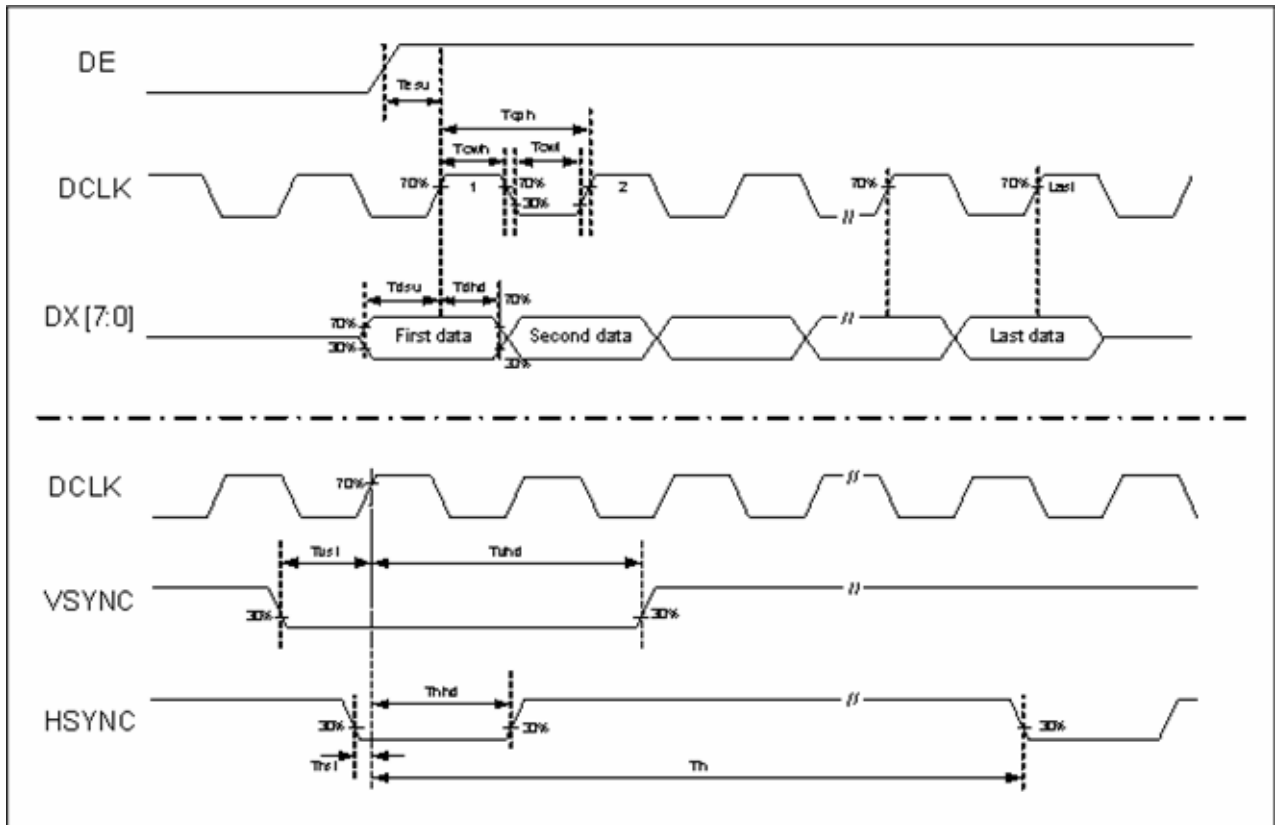 DE
Tesu
Tcph
Tcwh Tcwl
DCLK 70% 1 70% 2 70% 70% Last
30%
Tdsu Tdhd
DX [7:0] 70%
70% First data Second data Last data
30% 30%
DCLK 70%
Tvst Tvhd
VSYNC
30% 30%
Thhd
HSYNC 30% 30% 30%
Thst
Th